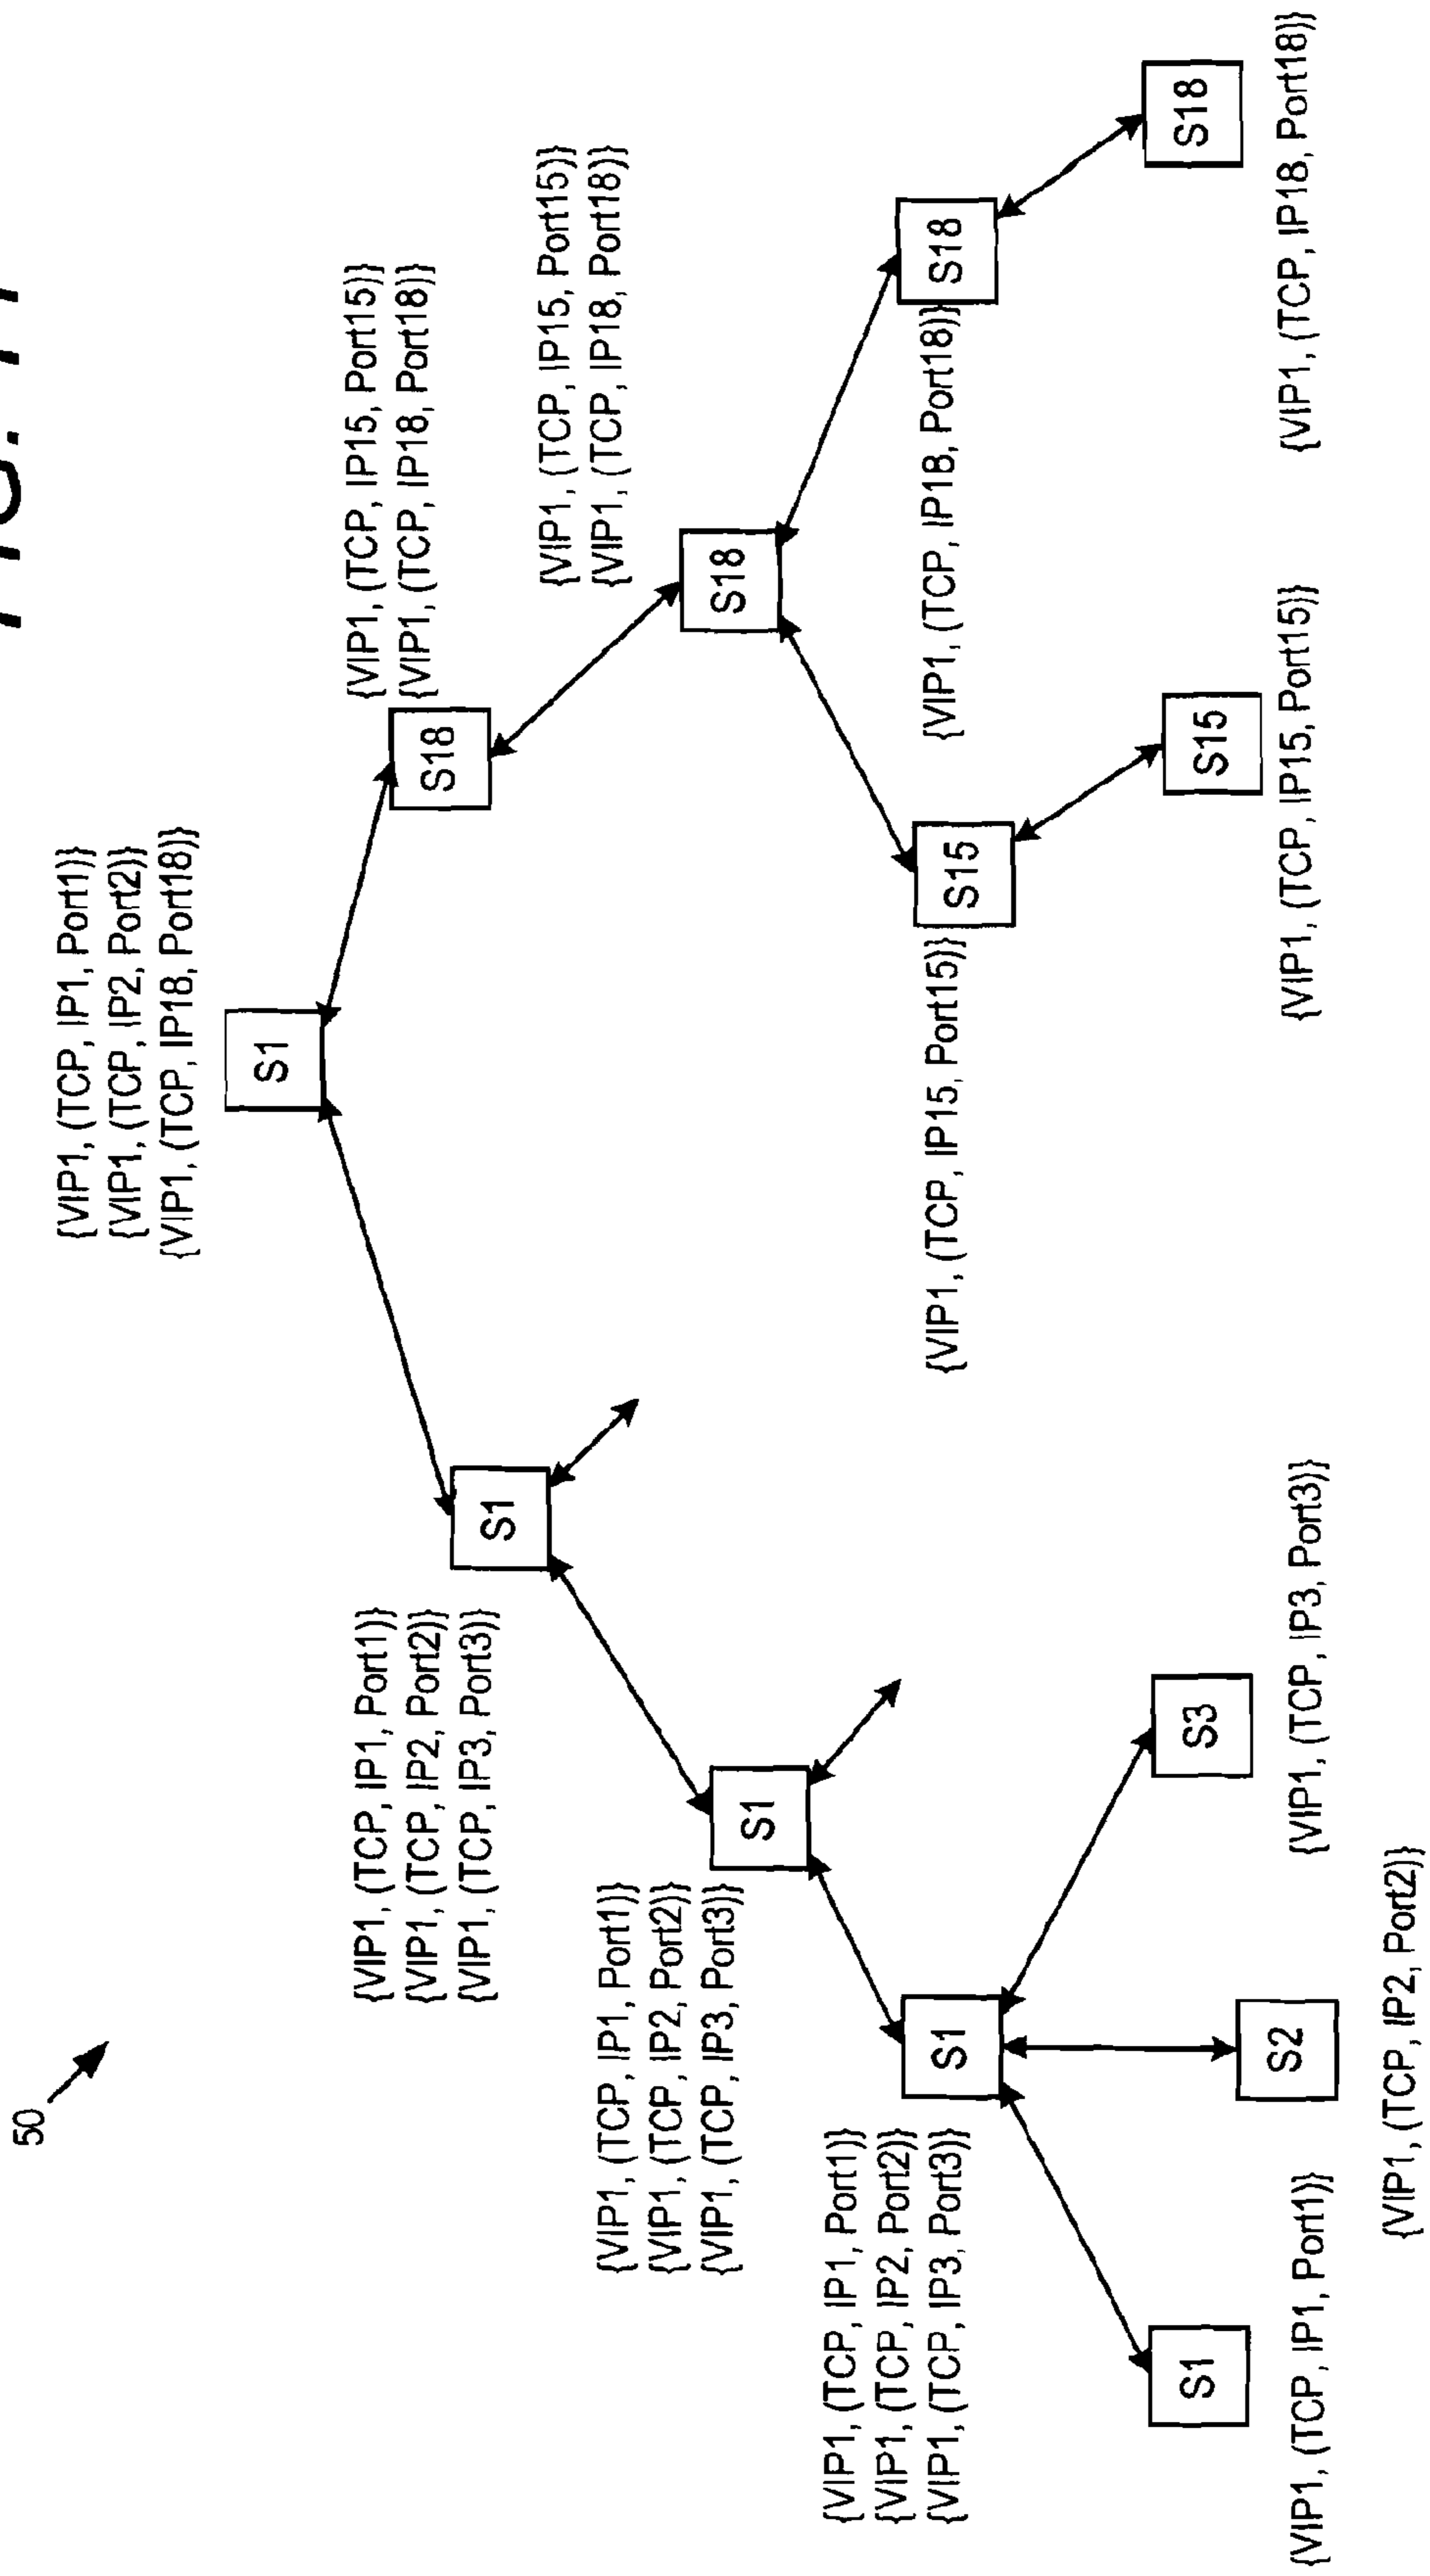 50
{VIP1, (TCP, IP1, Port1)}
{VIP1, (TCP, IP2, Port2)}
{VIP1, (TCP, IP18, Port18)}
S1
{VIP1, (TCP, IP15, Port15)}
{VIP1, (TCP, IP18, Port18)}
S18
{VIP1, (TCP, IP1, Port1)}
{VIP1, (TCP, IP2, Port2)}
{VIP1, (TCP, IP3, Port3)}
S1
{VIP1, (TCP, IP15, Port15)}
{VIP1, (TCP, IP18, Port18)}
S18
{VIP1, (TCP, IP1, Port1)}
{VIP1, (TCP, IP2, Port2)}
{VIP1, (TCP, IP3, Port3)}
S1
{VIP1, (TCP, IP1, Port1)}
{VIP1, (TCP, IP2, Port2)}
{VIP1, (TCP, IP3, Port3)}
S1
{VIP1, (TCP, IP15, Port15)}
S15
{VIP1, (TCP, IP18, Port18)}
S18
S1
{VIP1, (TCP, IP1, Port1)}
S2
{VIP1, (TCP, IP2, Port2)}
S3
{VIP1, (TCP, IP3, Port3)}
S15
{VIP1, (TCP, IP15, Port15)}
S18
{VIP1, (TCP, IP18, Port18)}